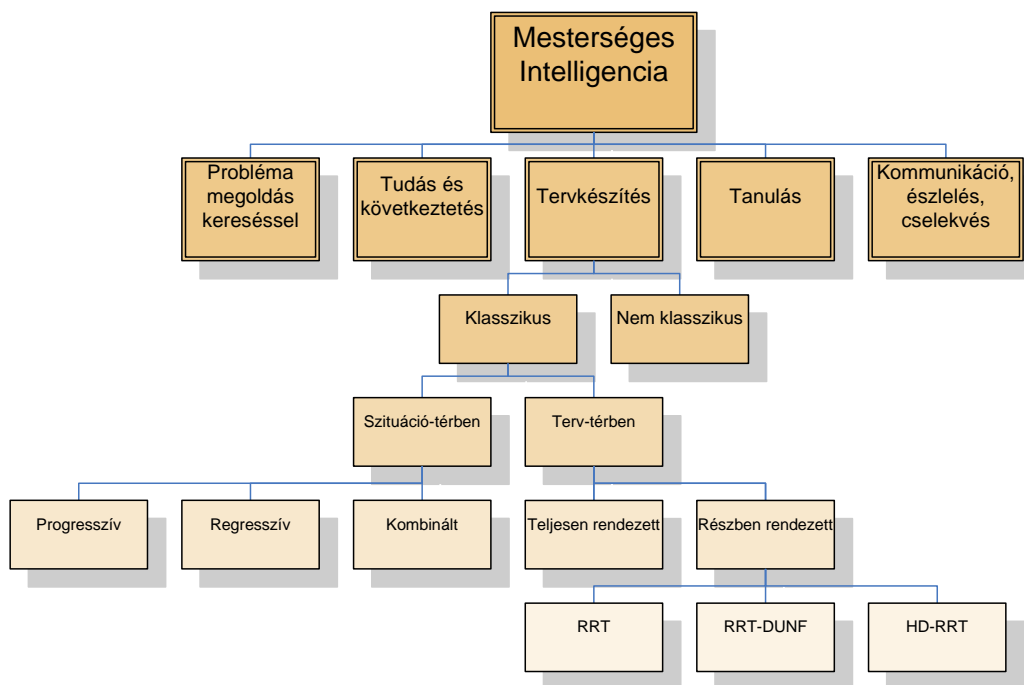 Mesterséges
Intelligencia
Probléma
megoldás
kereséssel
Tudás és
következtetés
Tervkészítés
Tanulás
Kommunikáció,
észlelés,
cselekvés
Klasszikus
Nem klasszikus
Szituáció-térben
Terv-térben
Progresszív
Regresszív
Kombinált
Teljesen rendezett
Részben rendezett
RRT
RRT-DUNF
HD-RRT